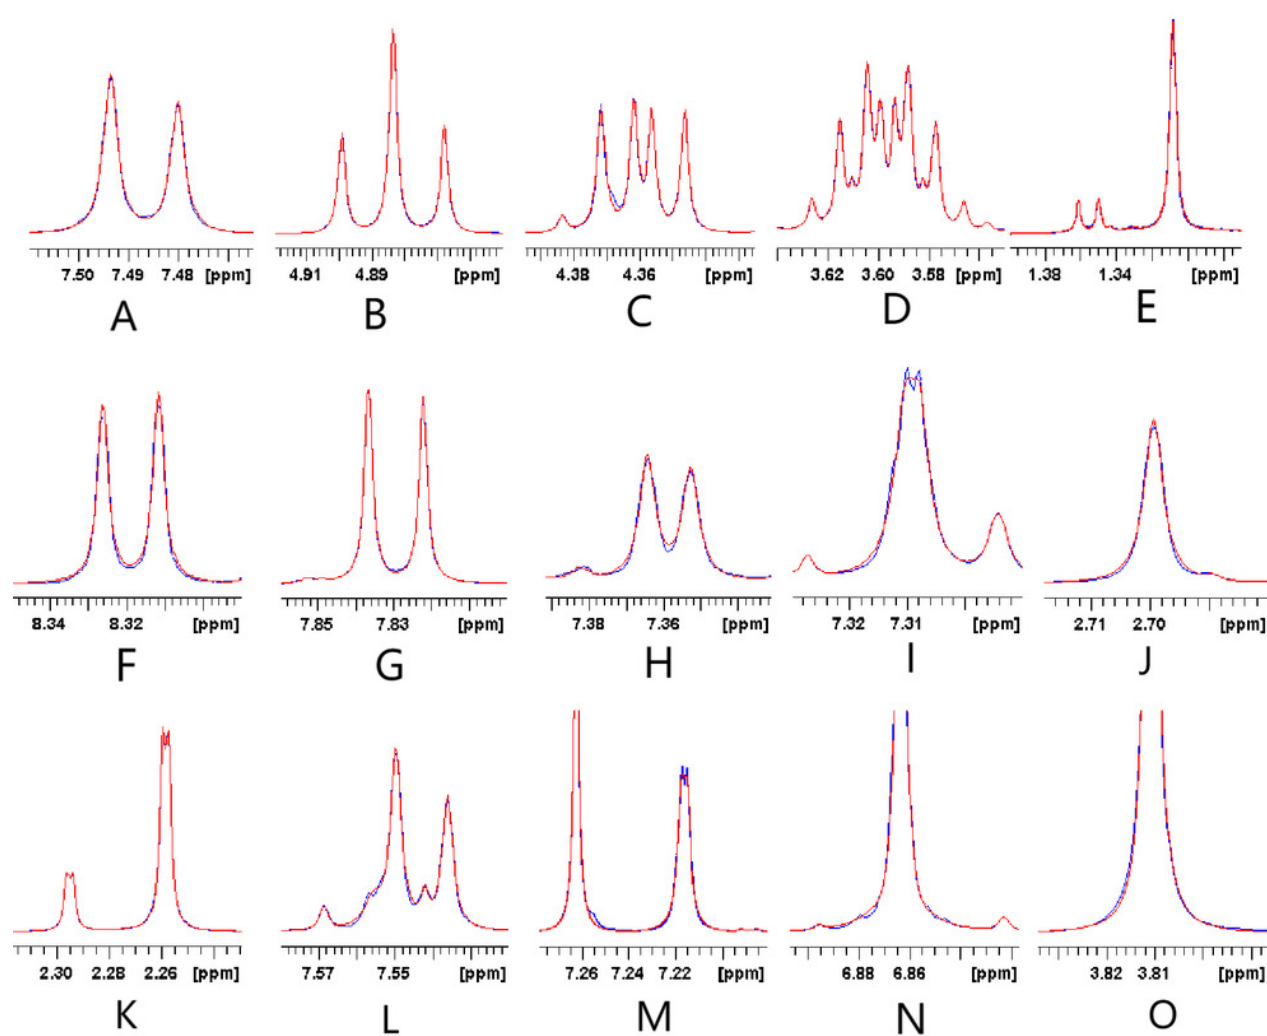 7.50 7.49 7.48 [ppm] 4.91 4.89 [ppm] 4.38 4.36 [ppm] 3.62 3.60 3.58 [ppm] 1.38 1.34 [ppm]
A B C D E
8.34 8.32 [ppm] 7.85 7.83 [ppm] 7.38 7.36 [ppm] 7.32 7.31 [ppm] 2.71 2.70 [ppm]
F G H I J
2.30 2.28 2.26 [ppm] 7.57 7.55 [ppm] 7.26 7.24 7.22 [ppm] 6.88 6.86 [ppm] 3.82 3.81 [ppm]
K L M N O